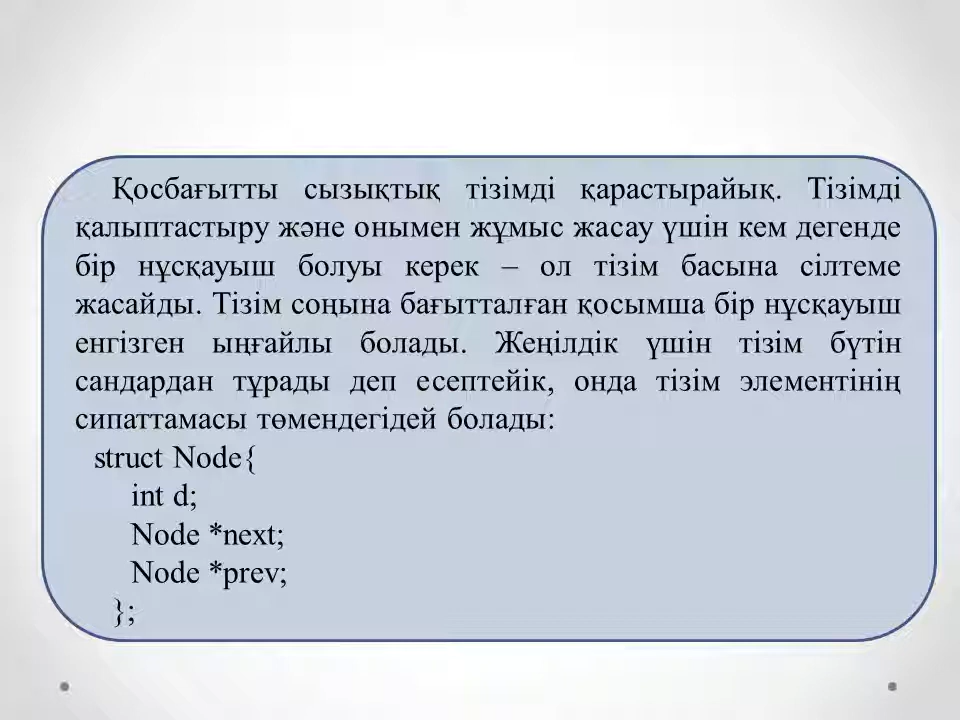 Қосбағытты сызықтық тізімді қарастырайық. Тізімді
қалыптастыру және онымен жұмыс жасау үшін кем дегенде
бір нұсқауыш болуы керек – ол тізім басына сілтеме
жасайды. Тізім соңына бағытталған қосымша бір нұсқауыш
енгізген ыңғайлы болады. Жеңілдік үшін тізім бүтін
сандардан тұрады деп есептейік, онда тізім элементінің
сипаттамасы төмендегідей болады:
struct Node{
int d;
Node *next;
Node *prev;
};